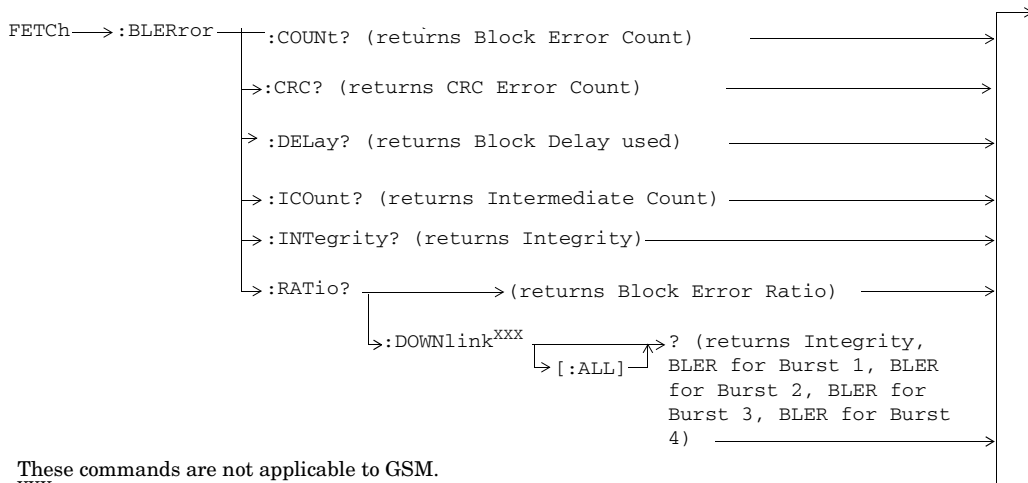 FETCh :BLERror :COUNt? (returns Block Error Count)
:CRC? (returns CRC Error Count)
:DELay? (returns Block Delay used)
:ICOunt? (returns Intermediate Count)
:INTegrity? (returns Integrity)
:RATio? (returns Block Error Ratio)
:DOWNlinkXXX ? (returns Integrity,
[:ALL] BLER for Burst 1, BLER
for Burst 2, BLER for
Burst 3, BLER for Burst
4)
These commands are not applicable to GSM.